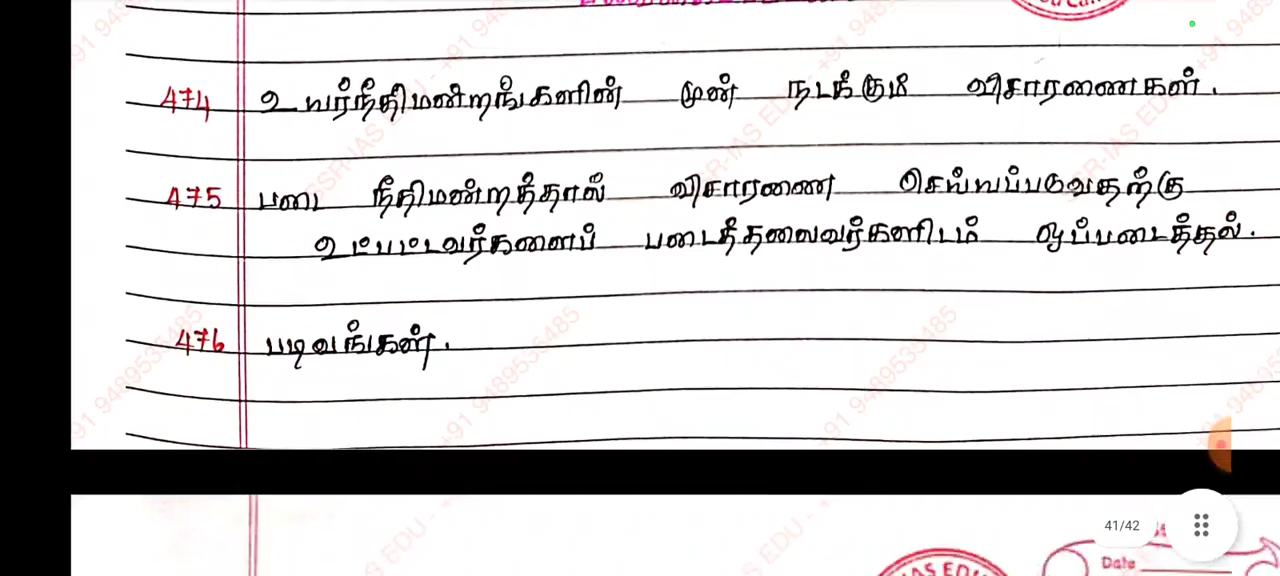 474 உயர்நீதிமன்றங்களின் முன் நடக்கும் விசாரணைகள்.
475 படை நீதிமன்றத்தால் விசாரணை செய்யப்படுவதற்கு
உட்பட்டவர்களைப் படைத்தலைவர்களிடம் ஒப்படைத்தல்.
476 படிவங்கள்.
41/42
Date